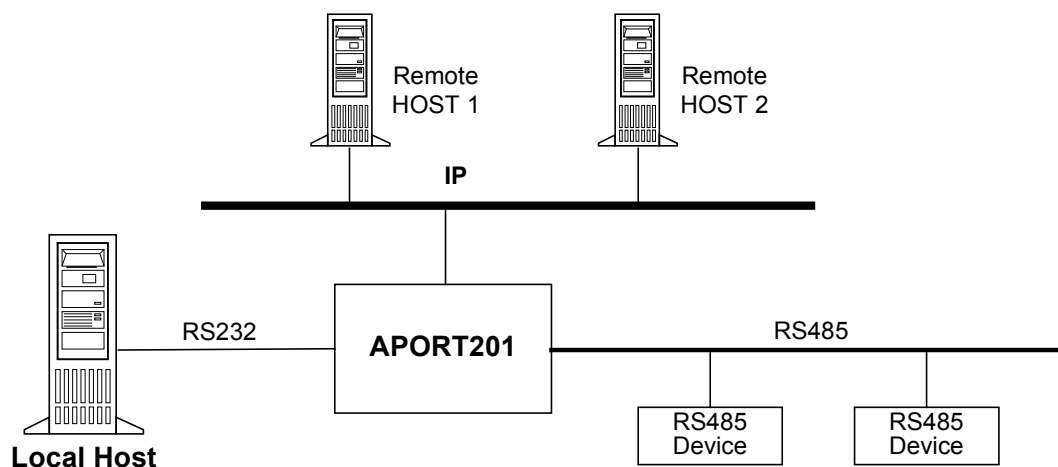 Remote
HOST 1
Remote
HOST 2
IP
RS232
APORT201
RS485
RS485
Device
RS485
Device
Local Host